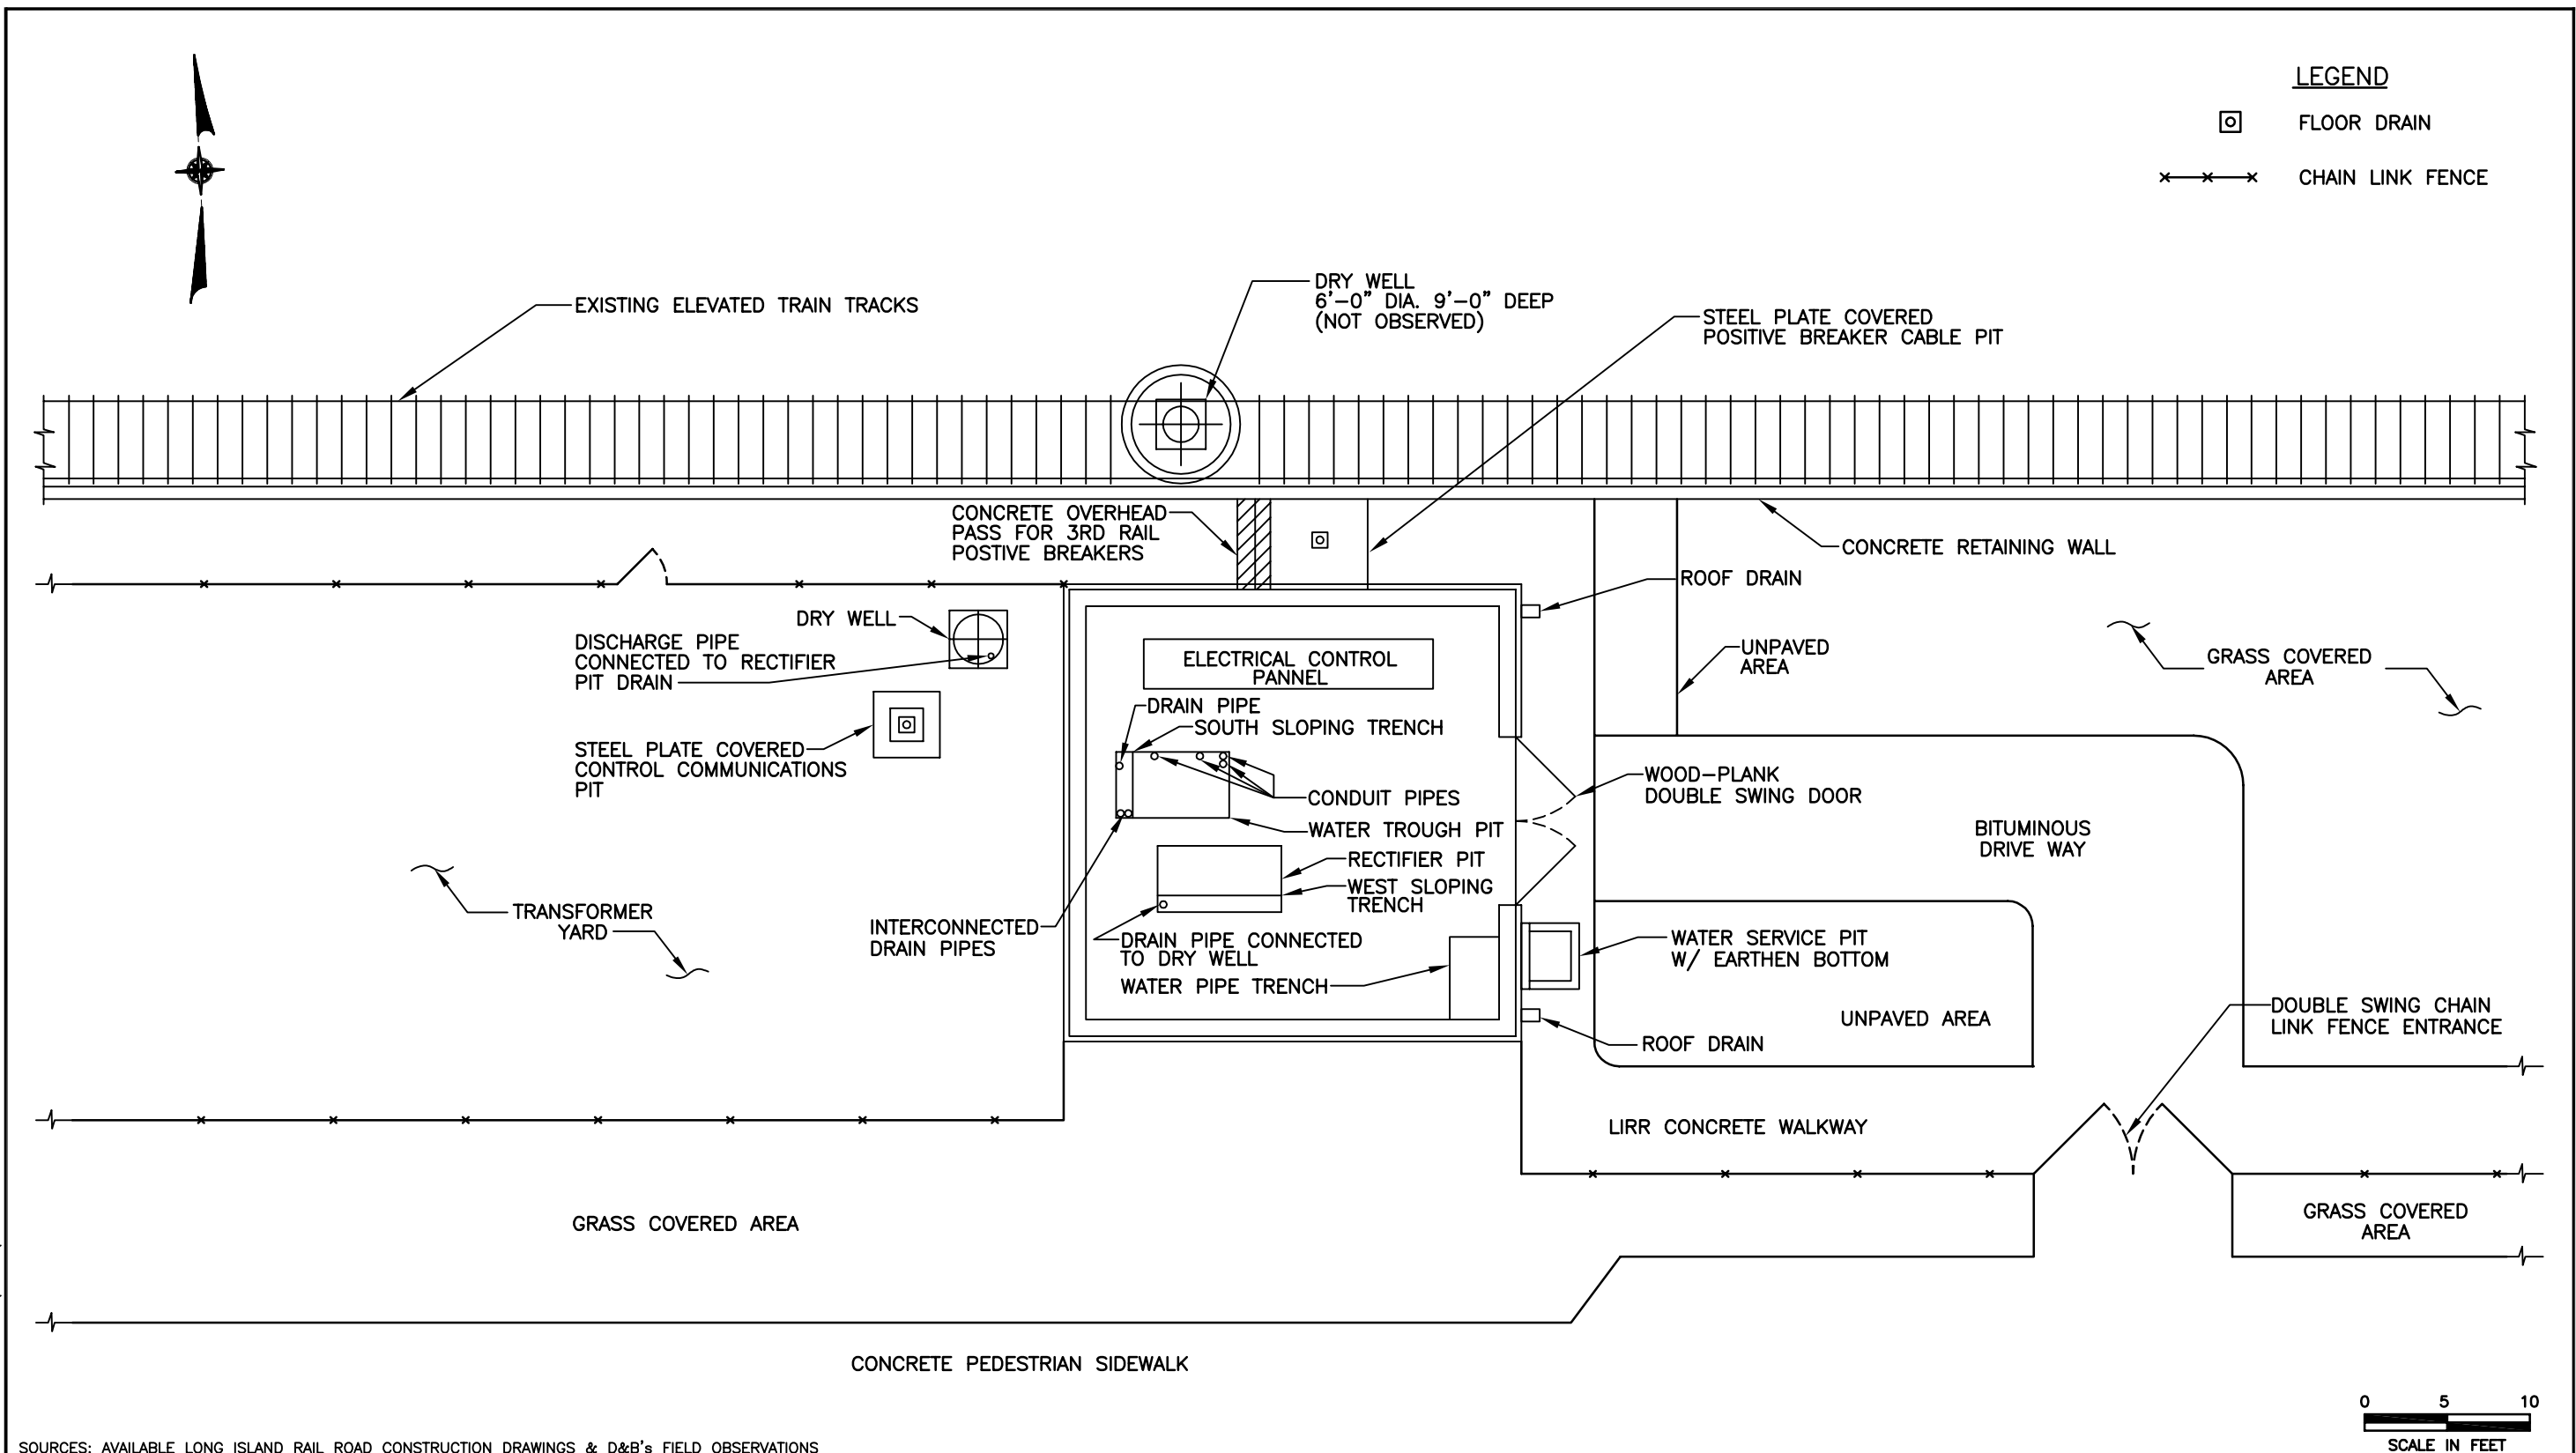 LEGEND
FLOOR DRAIN
CHAIN LINK FENCE
DRY WELL
6'-0" DIA. 9'-0" DEEP
(NOT OBSERVED)
EXISTING ELEVATED TRAIN TRACKS
STEEL PLATE COVERED
POSITIVE BREAKER CABLE PIT
CONCRETE OVERHEAD
PASS FOR 3RD RAIL
POSTIVE BREAKERS
CONCRETE RETAINING WALL
ROOF DRAIN
DRY WELL
DISCHARGE PIPE
CONNECTED TO RECTIFIER
PIT DRAIN
ELECTRICAL CONTROL
PANNEL
UNPAVED
AREA
GRASS COVERED
AREA
DRAIN PIPE
SOUTH SLOPING TRENCH
STEEL PLATE COVERED
CONTROL COMMUNICATIONS
PIT
CONDUIT PIPES
WOOD-PLANK
DOUBLE SWING DOOR
WATER TROUGH PIT
BITUMINOUS
DRIVE WAY
RECTIFIER PIT
WEST SLOPING
TRENCH
TRANSFORMER
YARD
INTERCONNECTED
DRAIN PIPES
DRAIN PIPE CONNECTED
TO DRY WELL
WATER PIPE TRENCH
WATER SERVICE PIT
W/ EARTHEN BOTTOM
UNPAVED AREA
ROOF DRAIN
DOUBLE SWING CHAIN
LINK FENCE ENTRANCE
LIRR CONCRETE WALKWAY
GRASS COVERED AREA
GRASS COVERED
AREA
CONCRETE PEDESTRIAN SIDEWALK
0 5 10
SCALE IN FEET
SOURCES: AVAILABLE LONG ISLAND RAIL ROAD CONSTRUCTION DRAWINGS & D&B's FIELD OBSERVATIONS